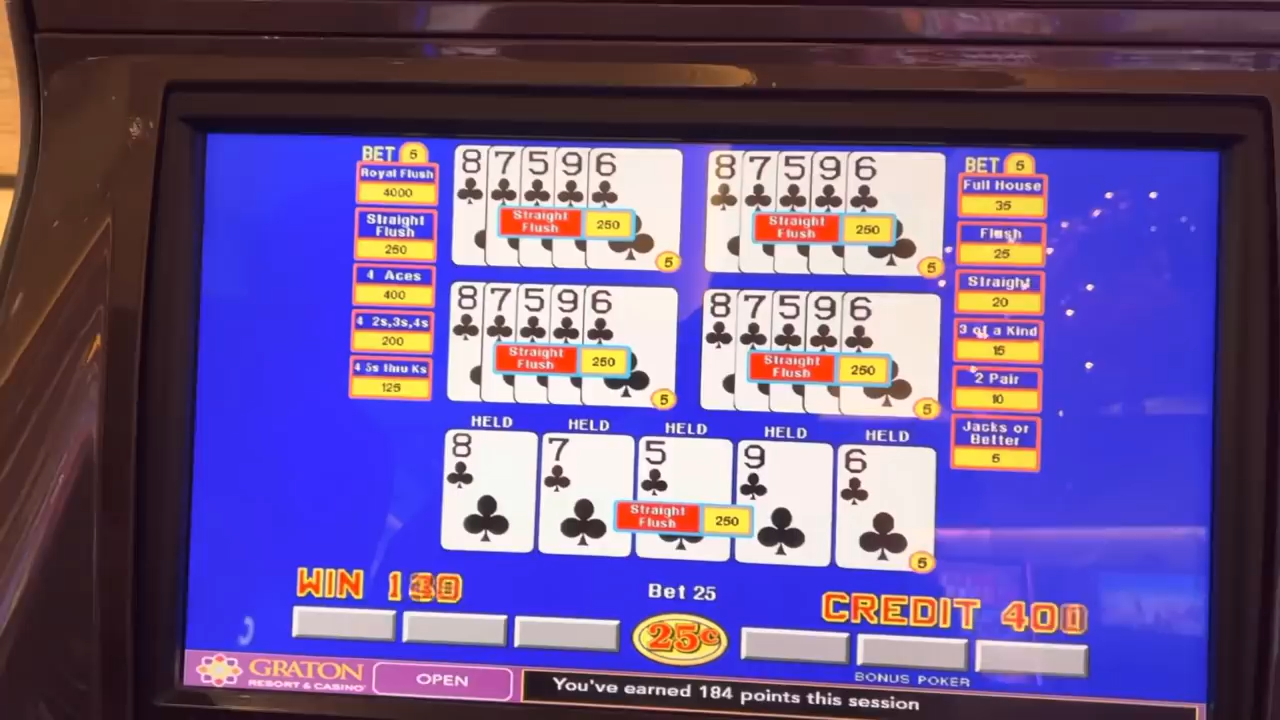 BET 5
Royal Flush
4000
Straight
Flush
250
4 Aces
400
4 2s,3s,4s
200
4 5s thru Ks
125
8 7 5 9 6
Straight
Flush
250
5
8 7 5 9 6
Straight
Flush
250
5
BET 5
Full House
35
Flush
25
Straight
20
3 of a Kind
15
2 Pair
10
Jacks or
Better
5
8 7 5 9 6
Straight
Flush
250
5
8 7 5 9 6
Straight
Flush
250
5
HELD HELD HELD HELD HELD
8 7 5 9 6
Straight
Flush
250
5
WIN
Bet 25
CREDIT 400
25¢
BONUS POKER
GRATON
RESORT & CASINO
OPEN
You've earned 184 points this session